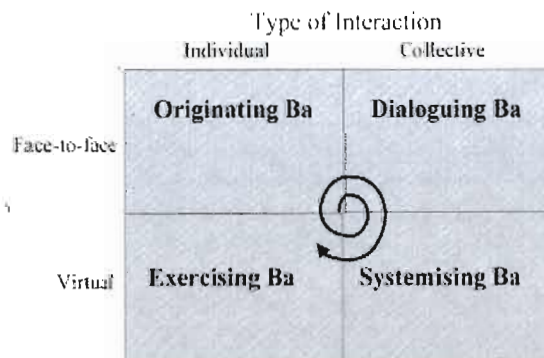 Type of Interaction
Individual Collective
Originating Ba Dialoguing Ba
Face-to-face
Virtual Exercising Ba Systemising Ba